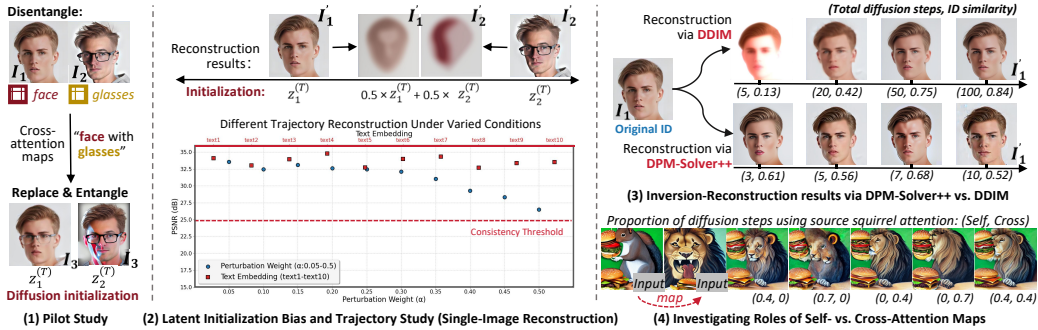 Disentangle:
I1 I2
face glasses
Cross-
attention
maps
"face with
glasses"
Replace & Entangle
I3 I3
z1(T) z2(T)
Diffusion initialization
(1) Pilot Study
I1' I1' I2' I2'
Reconstruction
results:
Initialization:
z1(T) 0.5 × z1(T) + 0.5 × z2(T) z2(T)
Different Trajectory Reconstruction Under Varied Conditions
Text Embedding
text1 text2 text3 text4 text5 text6 text7 text8 text9 text10
35.0
32.5
30.0
27.5
25.0
22.5
20.0
17.5
15.0
PSNR (dB)
Consistency Threshold
Perturbation Weight (α:0.05-0.5)
Text Embedding (text1-text10)
0.05 0.10 0.15 0.20 0.25 0.30 0.35 0.40 0.45 0.50
Perturbation Weight (α)
(2) Latent Initialization Bias and Trajectory Study (Single-Image Reconstruction)
(Total diffusion steps, ID similarity)
Reconstruction
via DDIM
I1'
(5, 0.13) (20, 0.42) (50, 0.75) (100, 0.84)
I1
Original ID
Reconstruction via
DPM-Solver++
I1'
(3, 0.61) (5, 0.56) (7, 0.68) (10, 0.52)
(3) Inversion-Reconstruction results via DPM-Solver++ vs. DDIM
Proportion of diffusion steps using source squirrel attention: (Self, Cross)
Input Input
map
(0.4, 0) (0.7, 0) (0, 0.4) (0, 0.7) (0.4, 0.4)
(4) Investigating Roles of Self- vs. Cross-Attention Maps